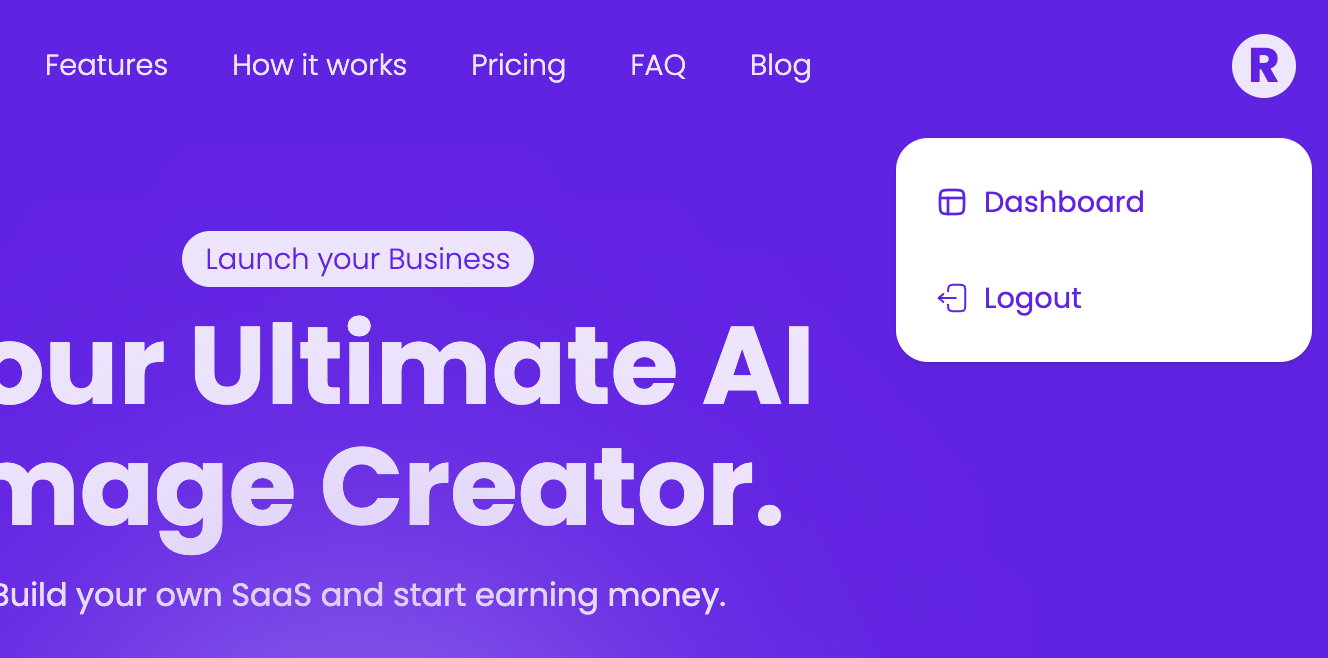 Features How it works Pricing FAQ Blog R
Dashboard
Launch your Business
Logout
our Ultimate AI
mage Creator.
Build your own SaaS and start earning money.